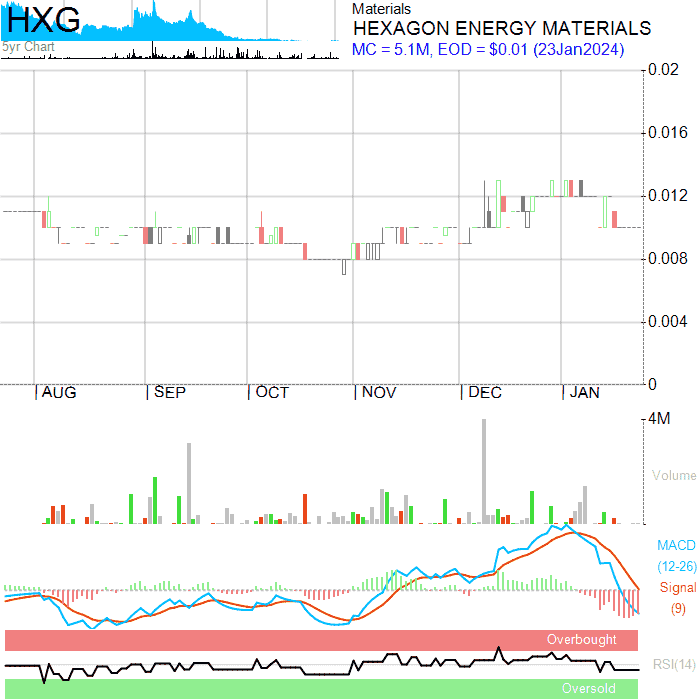 HXG
5yr Chart
Materials
HEXAGON ENERGY MATERIALS
MC = 5.1M, EOD = $0.01 (23Jan2024)
0.02
0.016
0.012
0.008
0.004
0
AUG SEP OCT NOV DEC JAN
4M
Volume
MACD
(12-26)
Signal
(9)
Overbought
RSI(14)
Oversold